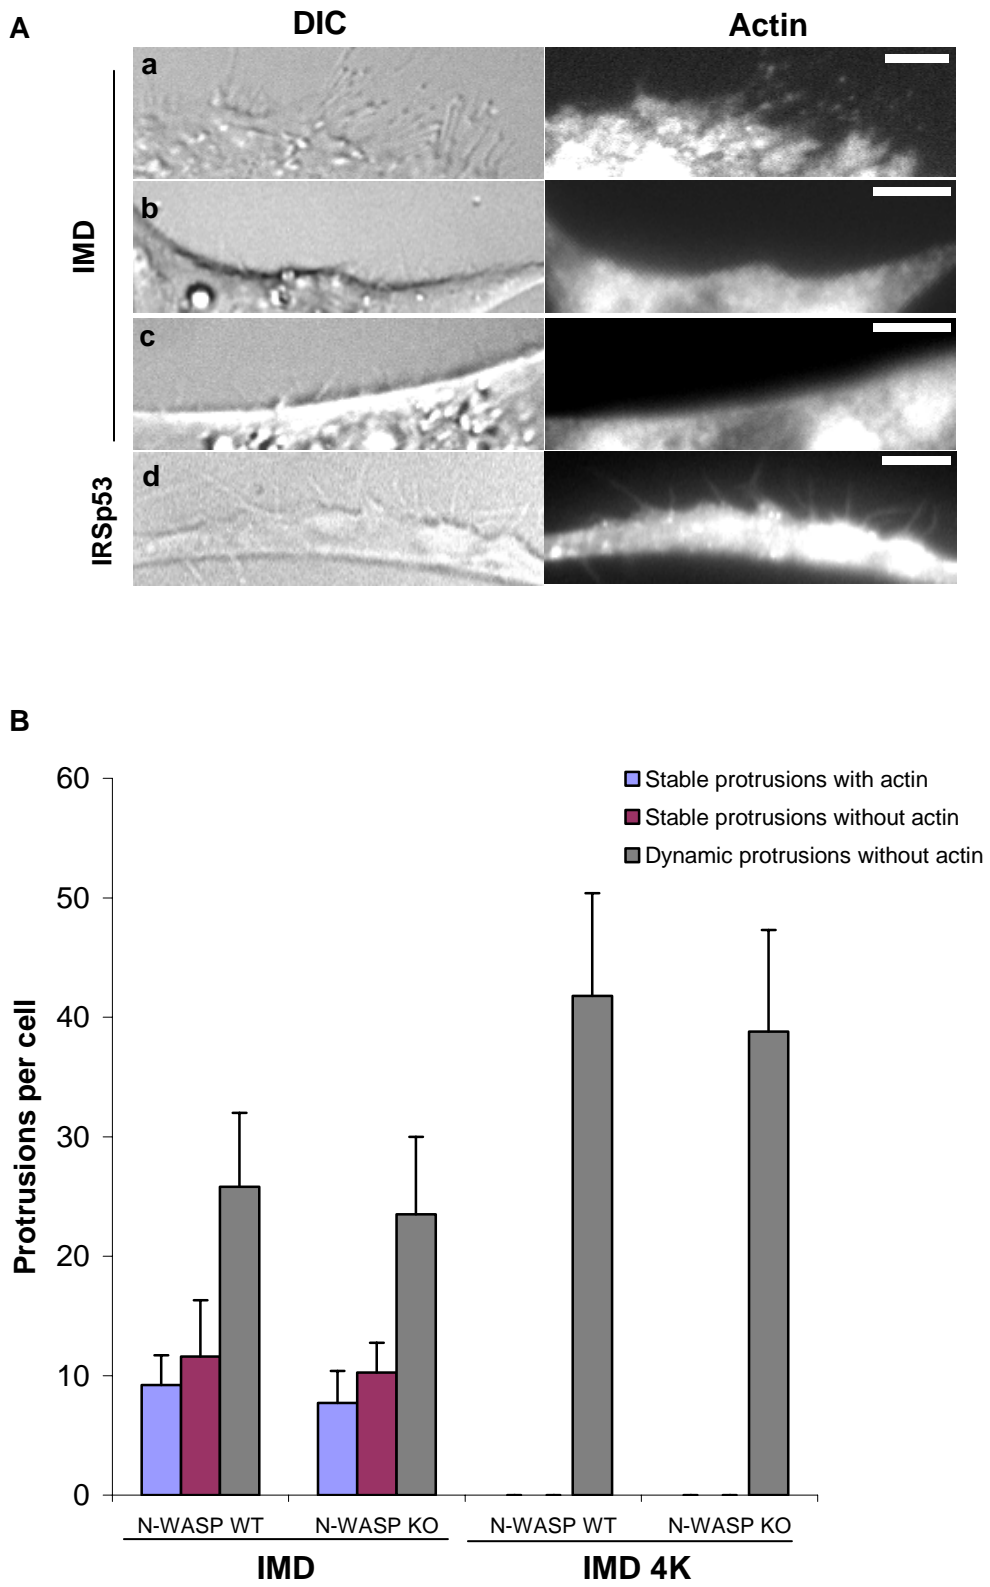 A
DIC
Actin
a
b
c
d
IMD
IRSp53
B
Protrusions per cell
60
50
40
30
20
10
0
Stable protrusions with actin
Stable protrusions without actin
Dynamic protrusions without actin
N-WASP WT
N-WASP KO
N-WASP WT
N-WASP KO
IMD
IMD 4K